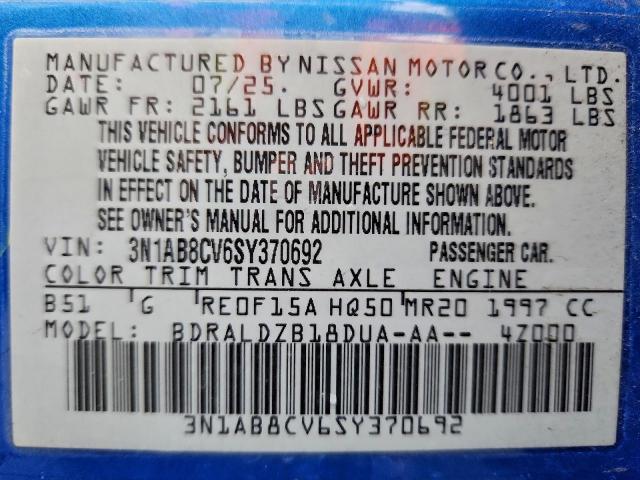 MANUFACTURED BY NISSAN MOTOR CO., LTD.
DATE: 07/25. GVWR: 4001 LBS
GAWR FR: 2161 LBS GAWR RR: 1863 LBS
THIS VEHICLE CONFORMS TO ALL APPLICABLE FEDERAL MOTOR
VEHICLE SAFETY, BUMPER AND THEFT PREVENTION STANDARDS
IN EFFECT ON THE DATE OF MANUFACTURE SHOWN ABOVE.
SEE OWNER'S MANUAL FOR ADDITIONAL INFORMATION.
VIN: 3N1AB8CV6SY370692 PASSENGER CAR.
COLOR TRIM TRANS AXLE ENGINE
B51 G RE0F15A HQ50 MR20 1997 CC
MODEL: BDRALDZB18DUA-AA-- 4Z000
3N1AB8CV6SY370692